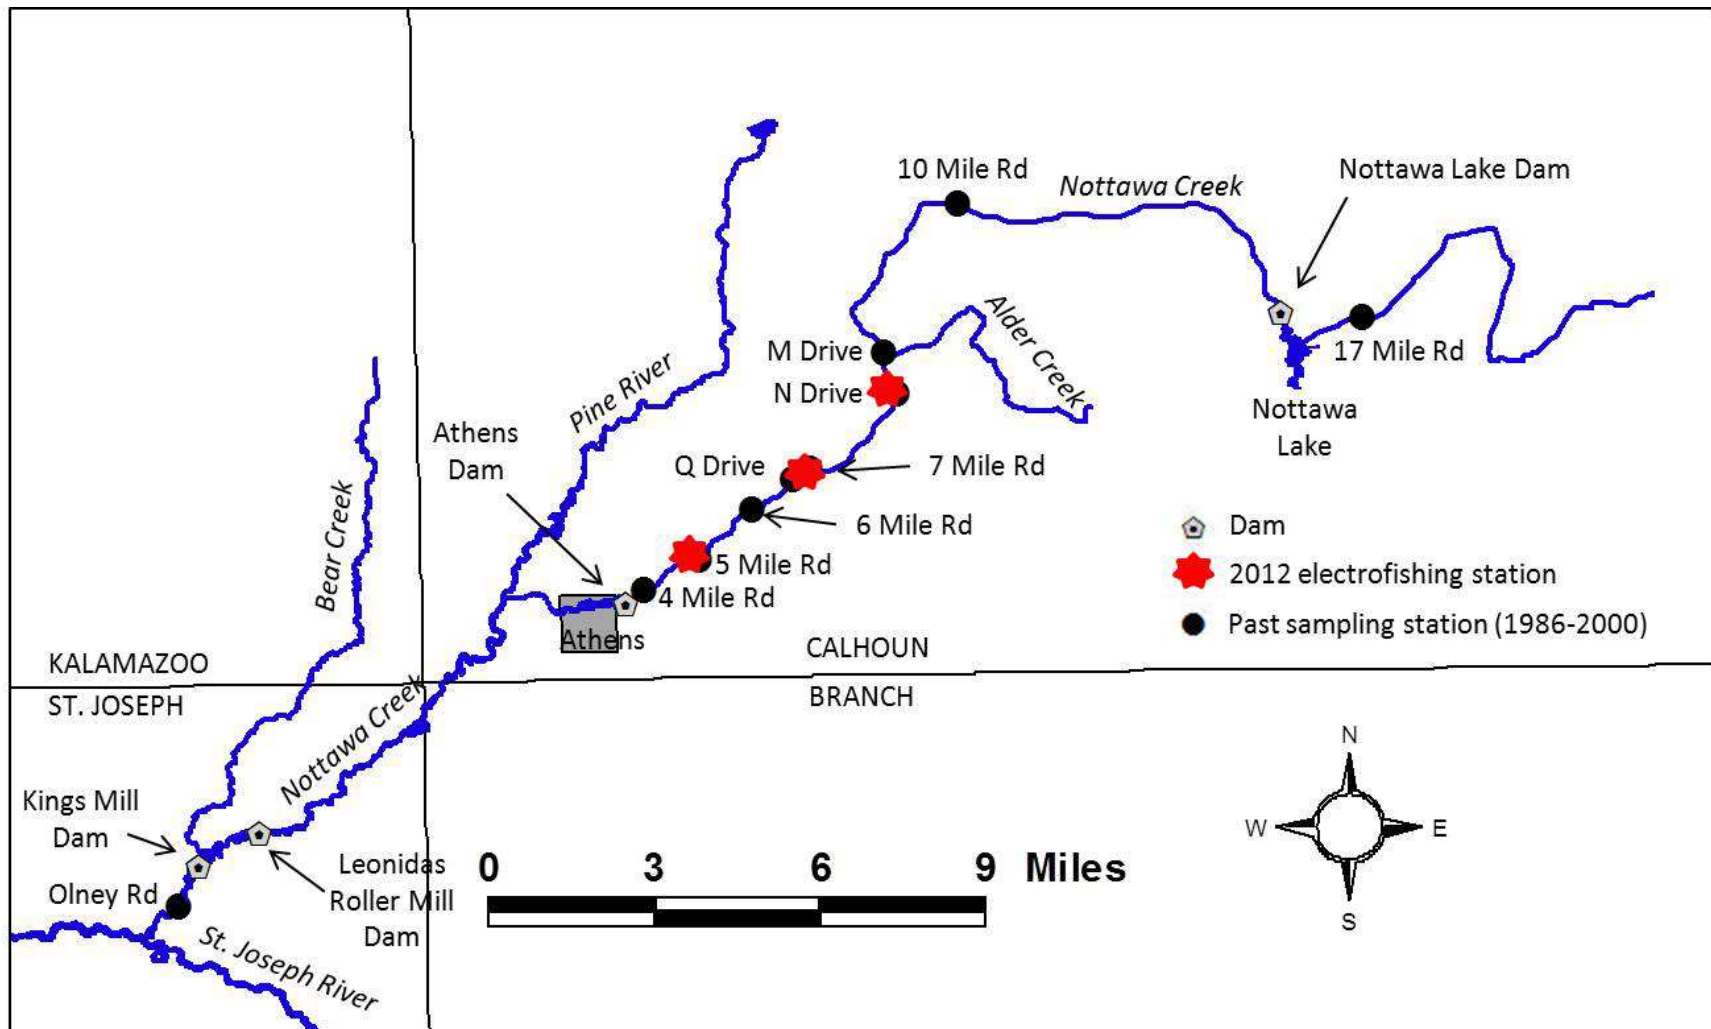 10 Mile Rd
Nottawa Creek
Nottawa Lake Dam
Alder Creek
M Drive
17 Mile Rd
Pine River
N Drive
Nottawa
Lake
Athens
Dam
Q Drive
7 Mile Rd
Bear Creek
6 Mile Rd
Dam
5 Mile Rd
2012 electrofishing station
4 Mile Rd
Past sampling station (1986-2000)
Athens
KALAMAZOO
CALHOUN
ST. JOSEPH
BRANCH
Nottawa Creek
N
W
E
S
Kings Mill
Dam
Leonidas
Roller Mill
Dam
0 3 6 9 Miles
Olney Rd
St. Joseph River